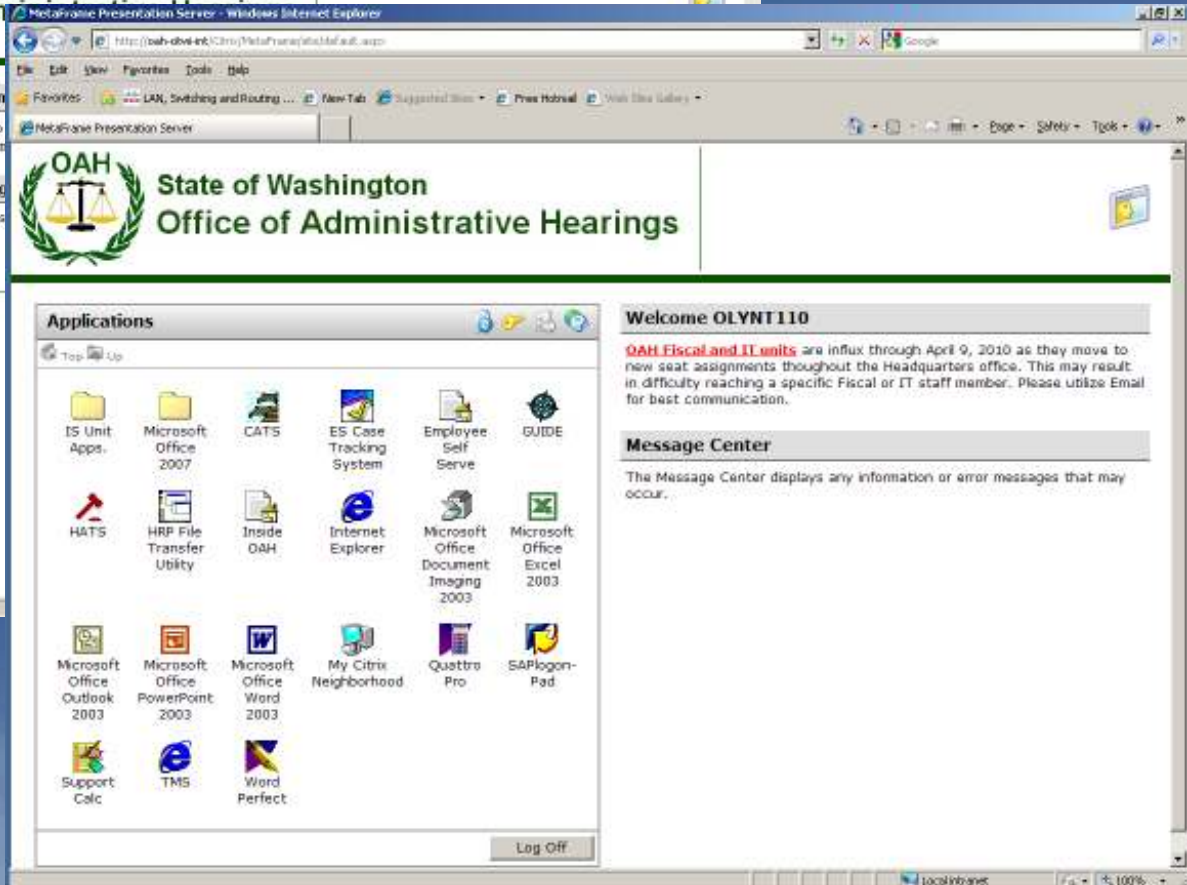 MetaFrame Presentation Server - Windows Internet Explorer
Google
File Edit View Favorites Tools Help
Favorites LAN, Switching and Routing ... New Tab Suggested Sites Free Hotmail Web Slice Gallery
MetaFrame Presentation Server
Page Safety Tools
OAH
State of Washington
Office of Administrative Hearings
Applications
Top Up
IS Unit
Apps.
Microsoft
Office
2007
CATS
ES Case
Tracking
System
Employee
Self
Serve
GUIDE
HATS
HRP File
Transfer
Utility
Inside
OAH
Internet
Explorer
Microsoft
Office
Document
Imaging
2003
Microsoft
Office
Excel
2003
Microsoft
Office
Outlook
2003
Microsoft
Office
PowerPoint
2003
Microsoft
Office
Word
2003
My Citrix
Neighborhood
Quattro
Pro
SAPlogon-
Pad
Support
Calc
TMS
Word
Perfect
Log Off
Welcome OLYNT110
OAH Fiscal and IT units are influx through April 9, 2010 as they move to
new seat assignments thoughout the Headquarters office. This may result
in difficulty reaching a specific Fiscal or IT staff member. Please utilize Email
for best communication.
Message Center
The Message Center displays any information or error messages that may
occur.
Local intranet
100%